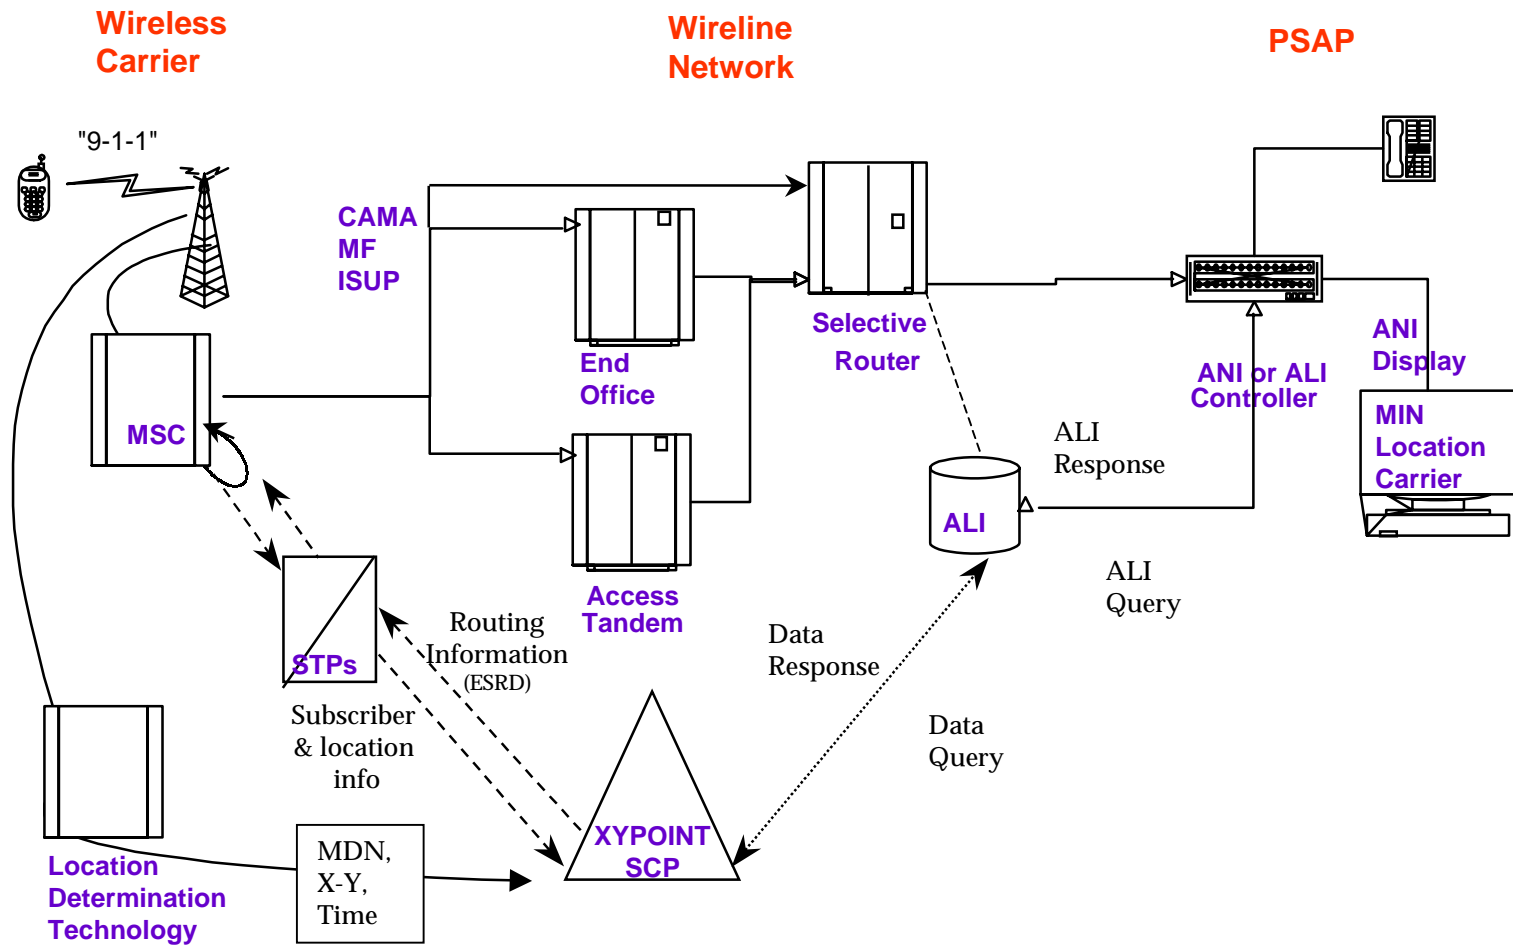 Wireless
Carrier
Wireline
Network
PSAP
"9-1-1"
CAMA
MF
ISUP
MSC
End
Office
Access
Tandem
Selective
Router
ANI or ALI
Controller
ANI
Display
MIN
Location
Carrier
ALI
Response
ALI
ALI
Query
STPs
Routing
Information
(ESRD)
Subscriber
& location
info
Data
Response
Data
Query
XYPOINT
SCP
MDN,
X-Y,
Time
Location
Determination
Technology